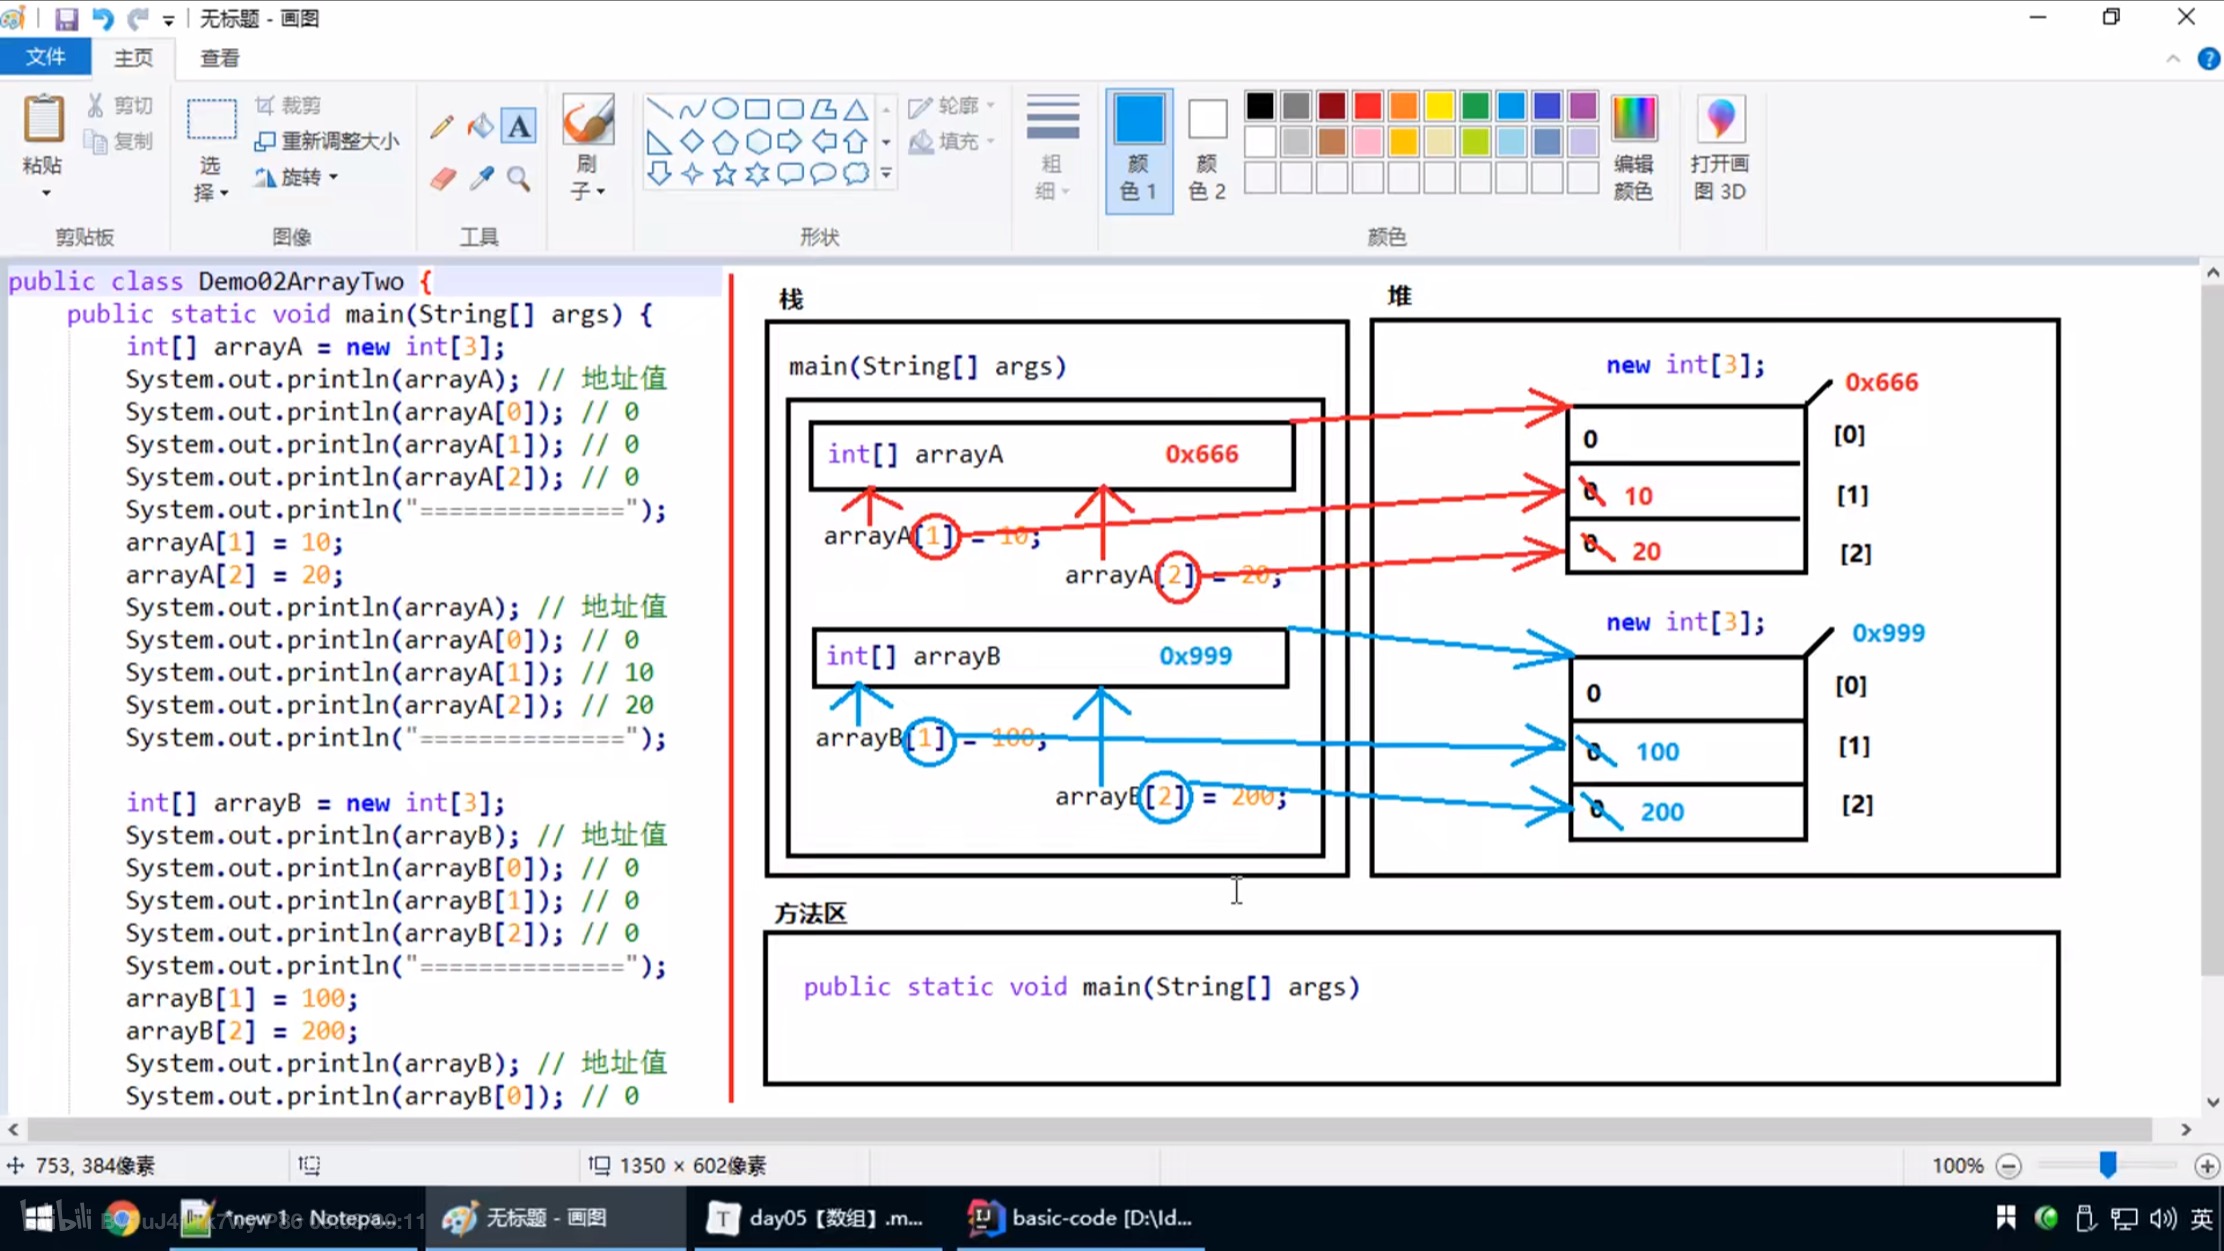 无标题 - 画图
文件 主页 查看
粘贴 剪切 复制 剪贴板
选择 裁剪 重新调整大小 旋转 图像
A 工具
刷子
轮廓 填充 形状
粗细
颜色 1 颜色 2 编辑颜色 颜色
打开画图 3D
public class Demo02ArrayTwo {
public static void main(String[] args) {
int[] arrayA = new int[3];
System.out.println(arrayA); // 地址值
System.out.println(arrayA[0]); // 0
System.out.println(arrayA[1]); // 0
System.out.println(arrayA[2]); // 0
System.out.println("==============");
arrayA[1] = 10;
arrayA[2] = 20;
System.out.println(arrayA); // 地址值
System.out.println(arrayA[0]); // 0
System.out.println(arrayA[1]); // 10
System.out.println(arrayA[2]); // 20
System.out.println("==============");
int[] arrayB = new int[3];
System.out.println(arrayB); // 地址值
System.out.println(arrayB[0]); // 0
System.out.println(arrayB[1]); // 0
System.out.println(arrayB[2]); // 0
System.out.println("==============");
arrayB[1] = 100;
arrayB[2] = 200;
System.out.println(arrayB); // 地址值
System.out.println(arrayB[0]); // 0
栈
main(String[] args)
int[] arrayA 0x666
arrayA[1] = 10;
arrayA[2] = 20;
int[] arrayB 0x999
arrayB[1] = 100;
arrayB[2] = 200;
堆
new int[3];
0x666
0 [0]
0 10 [1]
0 20 [2]
new int[3];
0x999
0 [0]
0 100 [1]
0 200 [2]
方法区
public static void main(String[] args)
753, 384像素
1350 × 602像素
100%
*new 1 - Notepa...
无标题 - 画图
day05【数组】.m...
basic-code [D:\Id...
英